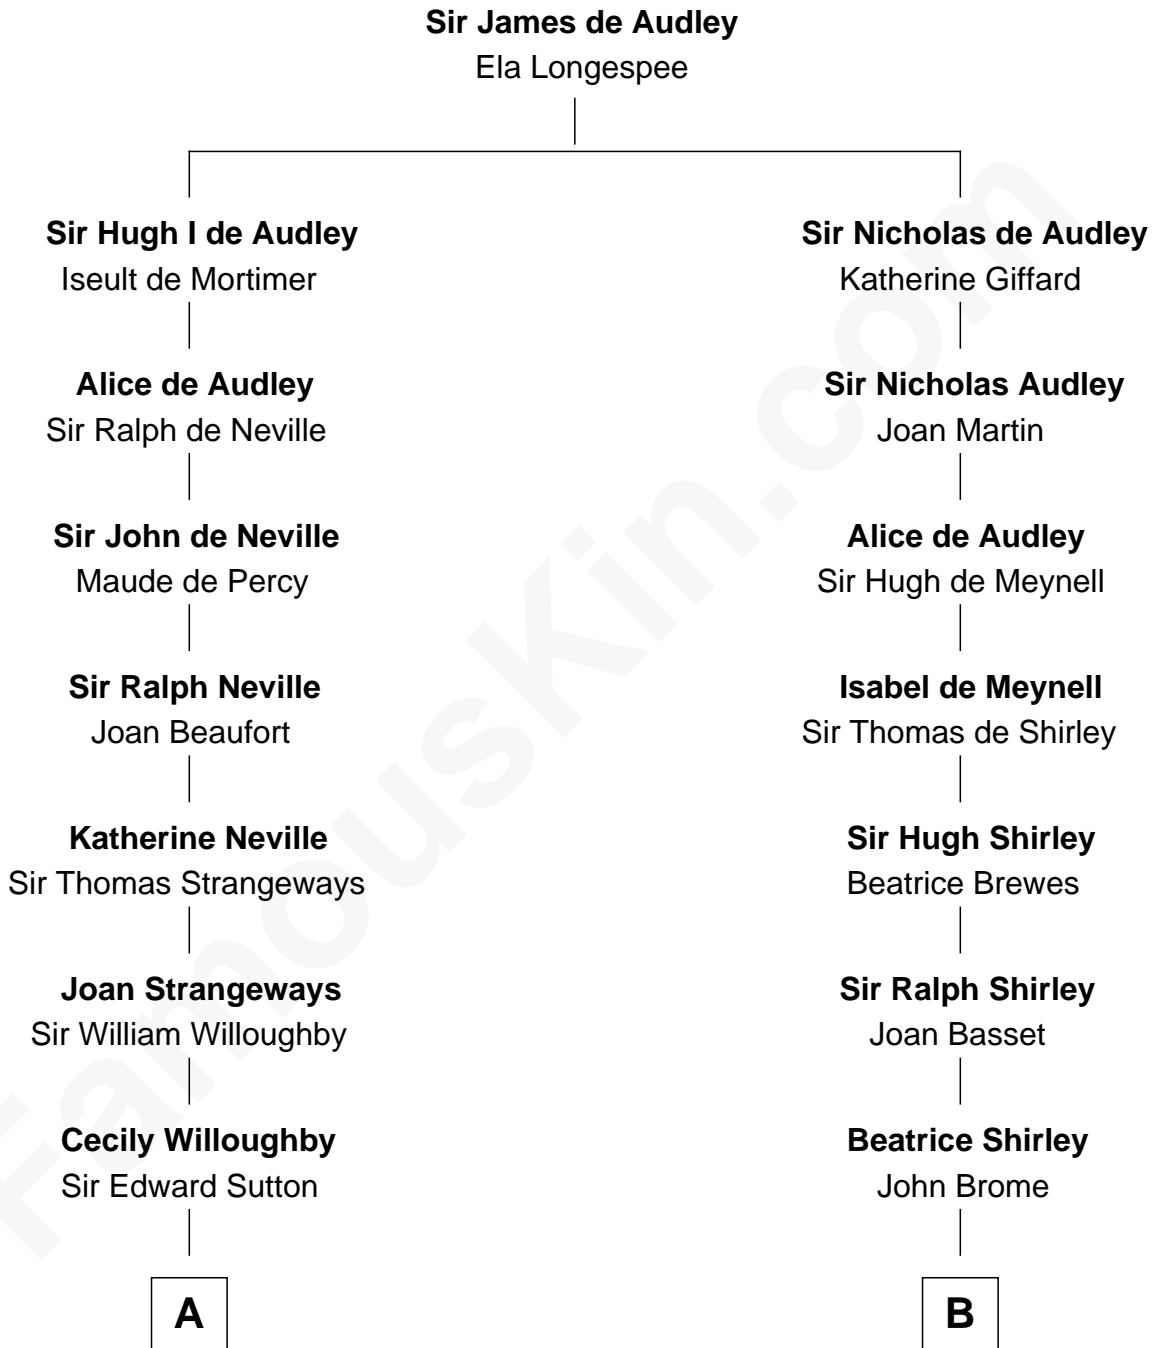 Sir James de Audley
Ela Longespee
Sir Hugh I de Audley
Iseult de Mortimer
Alice de Audley
Sir Ralph de Neville
Sir John de Neville
Maude de Percy
Sir Ralph Neville
Joan Beaufort
Katherine Neville
Sir Thomas Strangeways
Joan Strangeways
Sir William Willoughby
Cecily Willoughby
Sir Edward Sutton
A
Sir Nicholas de Audley
Katherine Giffard
Sir Nicholas Audley
Joan Martin
Alice de Audley
Sir Hugh de Meynell
Isabel de Meynell
Sir Thomas de Shirley
Sir Hugh Shirley
Beatrice Brewes
Sir Ralph Shirley
Joan Basset
Beatrice Shirley
John Brome
B
FamousKin.com